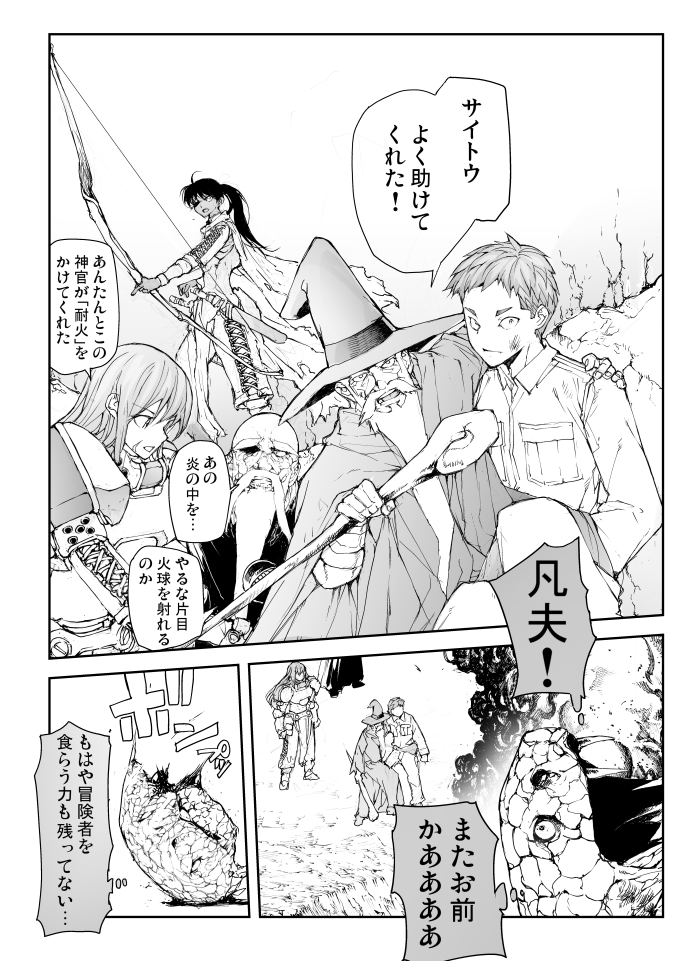 サイトウ
よく助けて
くれた！
あんたんとこの
神官が「耐火」を
かけてくれた
あの
炎の中を…
やるな片目
火球を射れる
のか
凡夫！
またお前
かあああああ
ボンッ
もはや冒険者を
食らう力も残ってない…